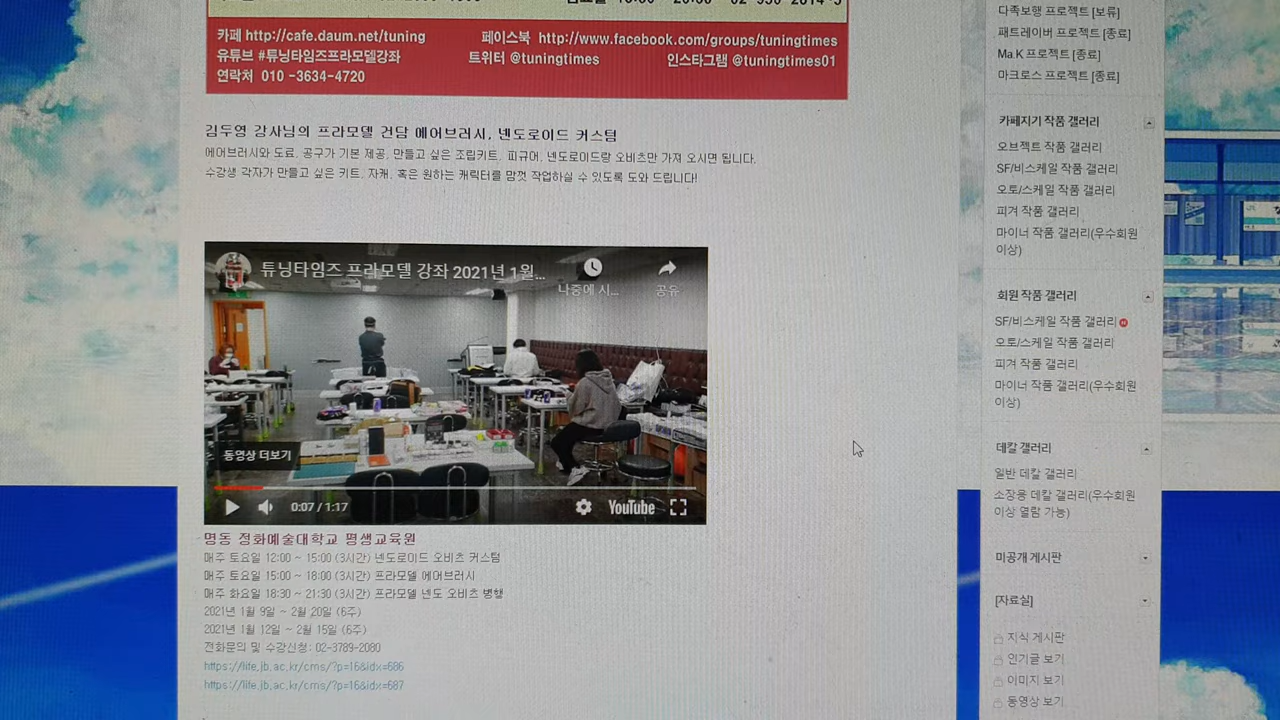 카페 http://cafe.daum.net/tuning
페이스북 http://www.facebook.com/groups/tuningtimes
유튜브 #튜닝타임즈프라모델강좌
트위터 @tuningtimes
인스타그램 @tuningtimes01
연락처 010 -3634-4720
김두영 강사님의 프라모델 건담 에어브러시, 넨도로이드 커스텀
에어브러시와 도료, 공구가 기본 제공, 만들고 싶은 조립키트, 피규어, 넨도로이드랑 오비츠만 가져 오시면 됩니다.
수강생 각자가 만들고 싶은 키트, 자캐, 혹은 원하는 캐릭터를 맘껏 작업하실 수 있도록 도와 드립니다!
튜닝타임즈 프라모델 강좌 2021년 1월...
나중에 시...
공유
동영상 더보기
0:07 / 1:17
YouTube
명동 정화예술대학교 평생교육원
매주 토요일 12:00 ~ 15:00 (3시간) 넨도로이드 오비츠 커스텀
매주 토요일 15:00 ~ 18:00 (3시간) 프라모델 에어브러시
매주 화요일 18:30 ~ 21:30 (3시간) 프라모델 넨도 오비츠 병행
2021년 1월 9일 ~ 2월 20일 (6주)
2021년 1월 12일 ~ 2월 15일 (6주)
전화문의 및 수강신청: 02-3789-2080
https://life.jb.ac.kr/cms/?p=16&idx=686
https://life.jb.ac.kr/cms/?p=16&idx=687
다족보행 프로젝트 [보류]
패트레이버 프로젝트 [종료]
Ma.K 프로젝트 [종료]
마크로스 프로젝트 [종료]
카페지기 작품 갤러리
오브젝트 작품 갤러리
SF/비스케일 작품 갤러리
오토/스케일 작품 갤러리
피겨 작품 갤러리
마이너 작품 갤러리(우수회원
이상)
회원 작품 갤러리
SF/비스케일 작품 갤러리
오토/스케일 작품 갤러리
피겨 작품 갤러리
마이너 작품 갤러리(우수회원
이상)
데칼 갤러리
일반 데칼 갤러리
소장용 데칼 갤러리(우수회원
이상 열람 가능)
미공개 게시판
[자료실]
지식 게시판
인기글 보기
이미지 보기
동영상 보기